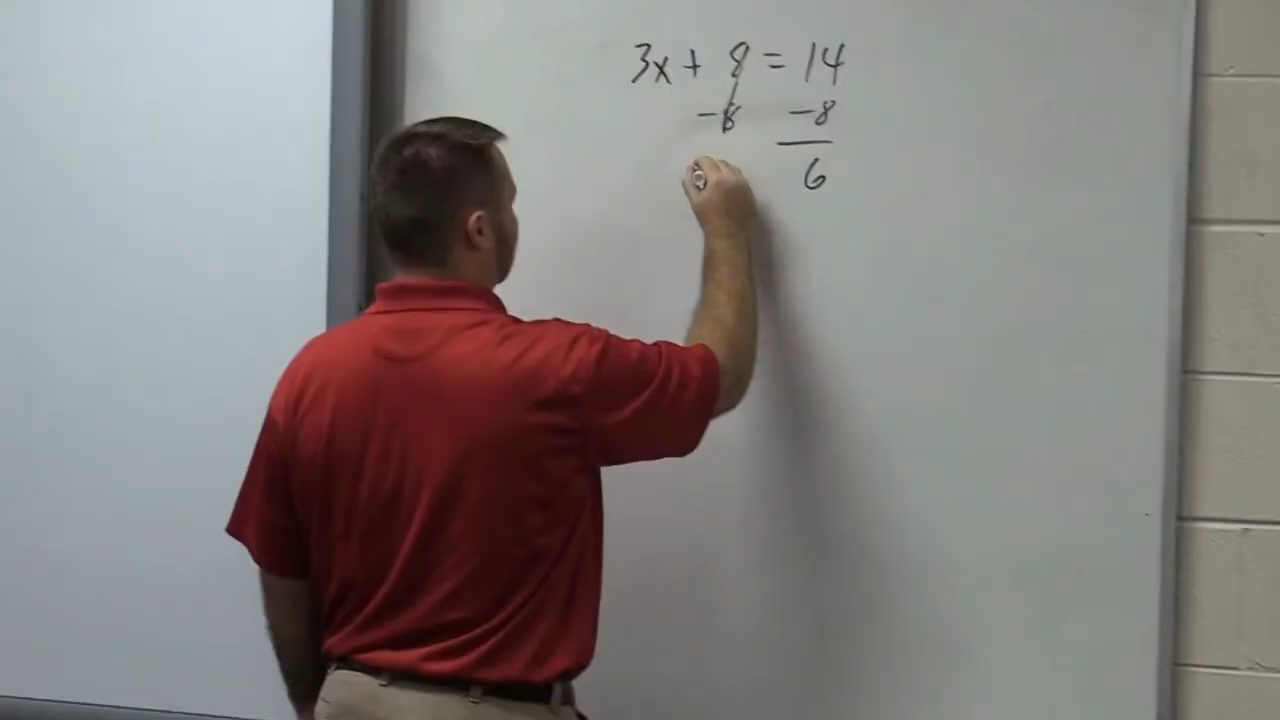 3x + 8 = 14
-8 -8
6